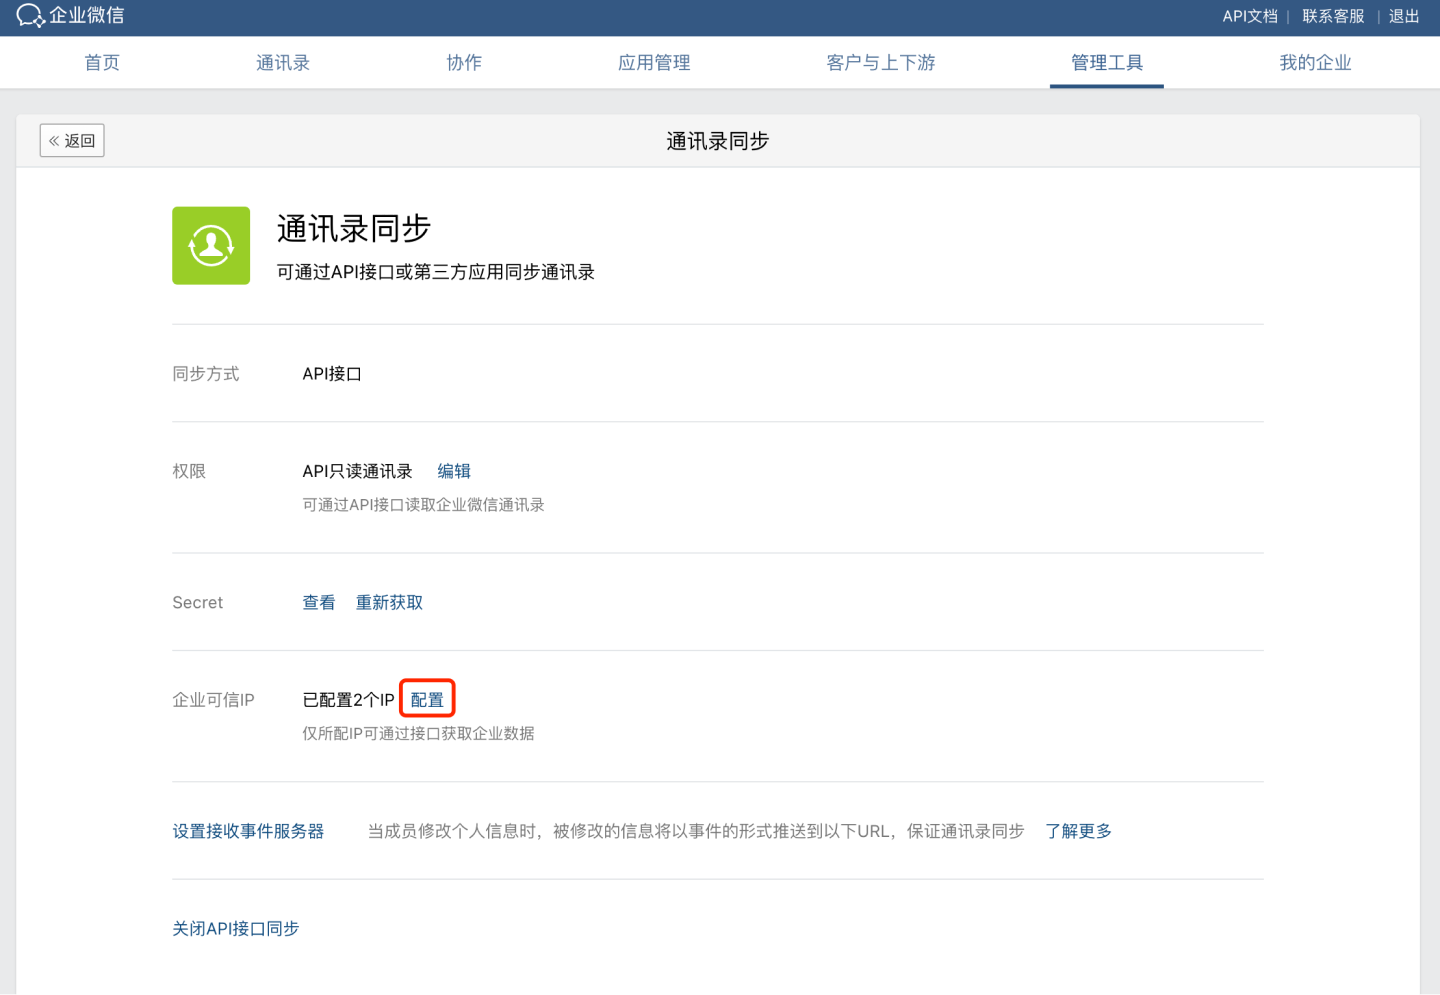 企业微信
API文档 | 联系客服 | 退出
首页 通讯录 协作 应用管理 客户与上下游 管理工具 我的企业
« 返回
通讯录同步
通讯录同步
可通过API接口或第三方应用同步通讯录
同步方式 API接口
权限 API只读通讯录 编辑
可通过API接口读取企业微信通讯录
Secret 查看 重新获取
企业可信IP 已配置2个IP 配置
仅所配IP可通过接口获取企业数据
设置接收事件服务器 当成员修改个人信息时，被修改的信息将以事件的形式推送到以下URL，保证通讯录同步 了解更多
关闭API接口同步